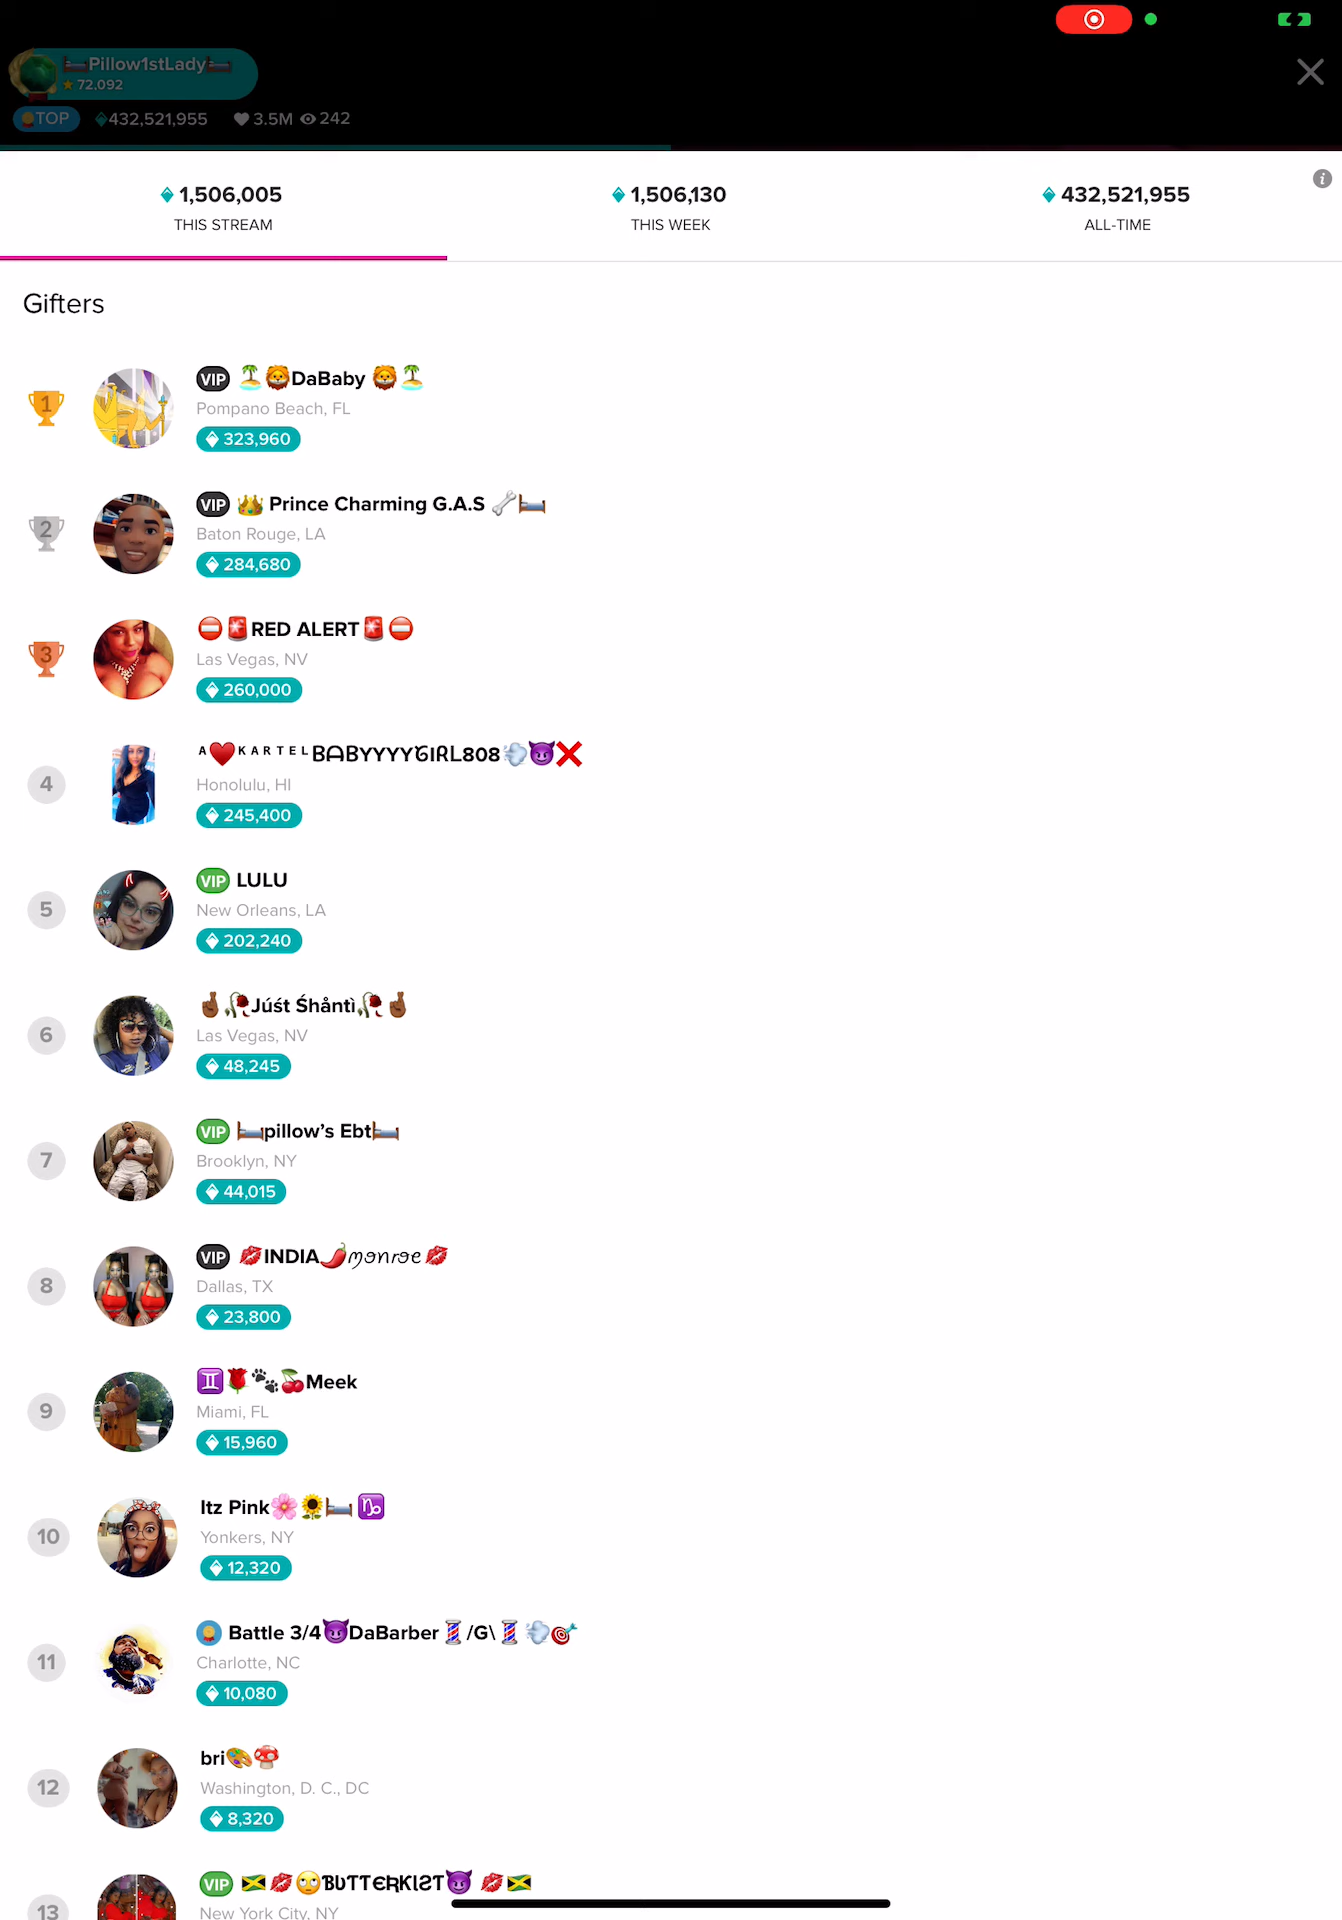 🛏Pillow1stLady🛏
★ 72,092
TOP 432,521,955 3.5M 242
1,506,005
THIS STREAM
1,506,130
THIS WEEK
432,521,955
ALL-TIME
Gifters
1
VIP 🏝🦁DaBaby 🦁🏝
Pompano Beach, FL
323,960
2
VIP 👑 Prince Charming G.A.S 🦴🛏
Baton Rouge, LA
284,680
3
⛔🚨RED ALERT🚨⛔
Las Vegas, NV
260,000
4
ᴬ♥️ᴷᴬᴿᵀᴱᴸᗷᗩᗷYYYYᘜIᖇᒪ808💨😈❌
Honolulu, HI
245,400
5
VIP LULU
New Orleans, LA
202,240
6
🤞🏾🥀Júśt Śhåntì🥀🤞🏾
Las Vegas, NV
48,245
7
VIP 🛏pillow’s Ebt🛏
Brooklyn, NY
44,015
8
VIP 💋INDIA🌶ოɘnrɘe💋
Dallas, TX
23,800
9
♊🌹🐾🍒Meek
Miami, FL
15,960
10
Itz Pink🌸🌻🛏♑
Yonkers, NY
12,320
11
Battle 3/4😈DaBarber💈/G\💈💨🎯
Charlotte, NC
10,080
12
bri🎨🍄
Washington, D. C., DC
8,320
13
VIP 🇯🇲💋🙄ƁUTTЄƦKIƧT😈 💋🇯🇲
New York City, NY